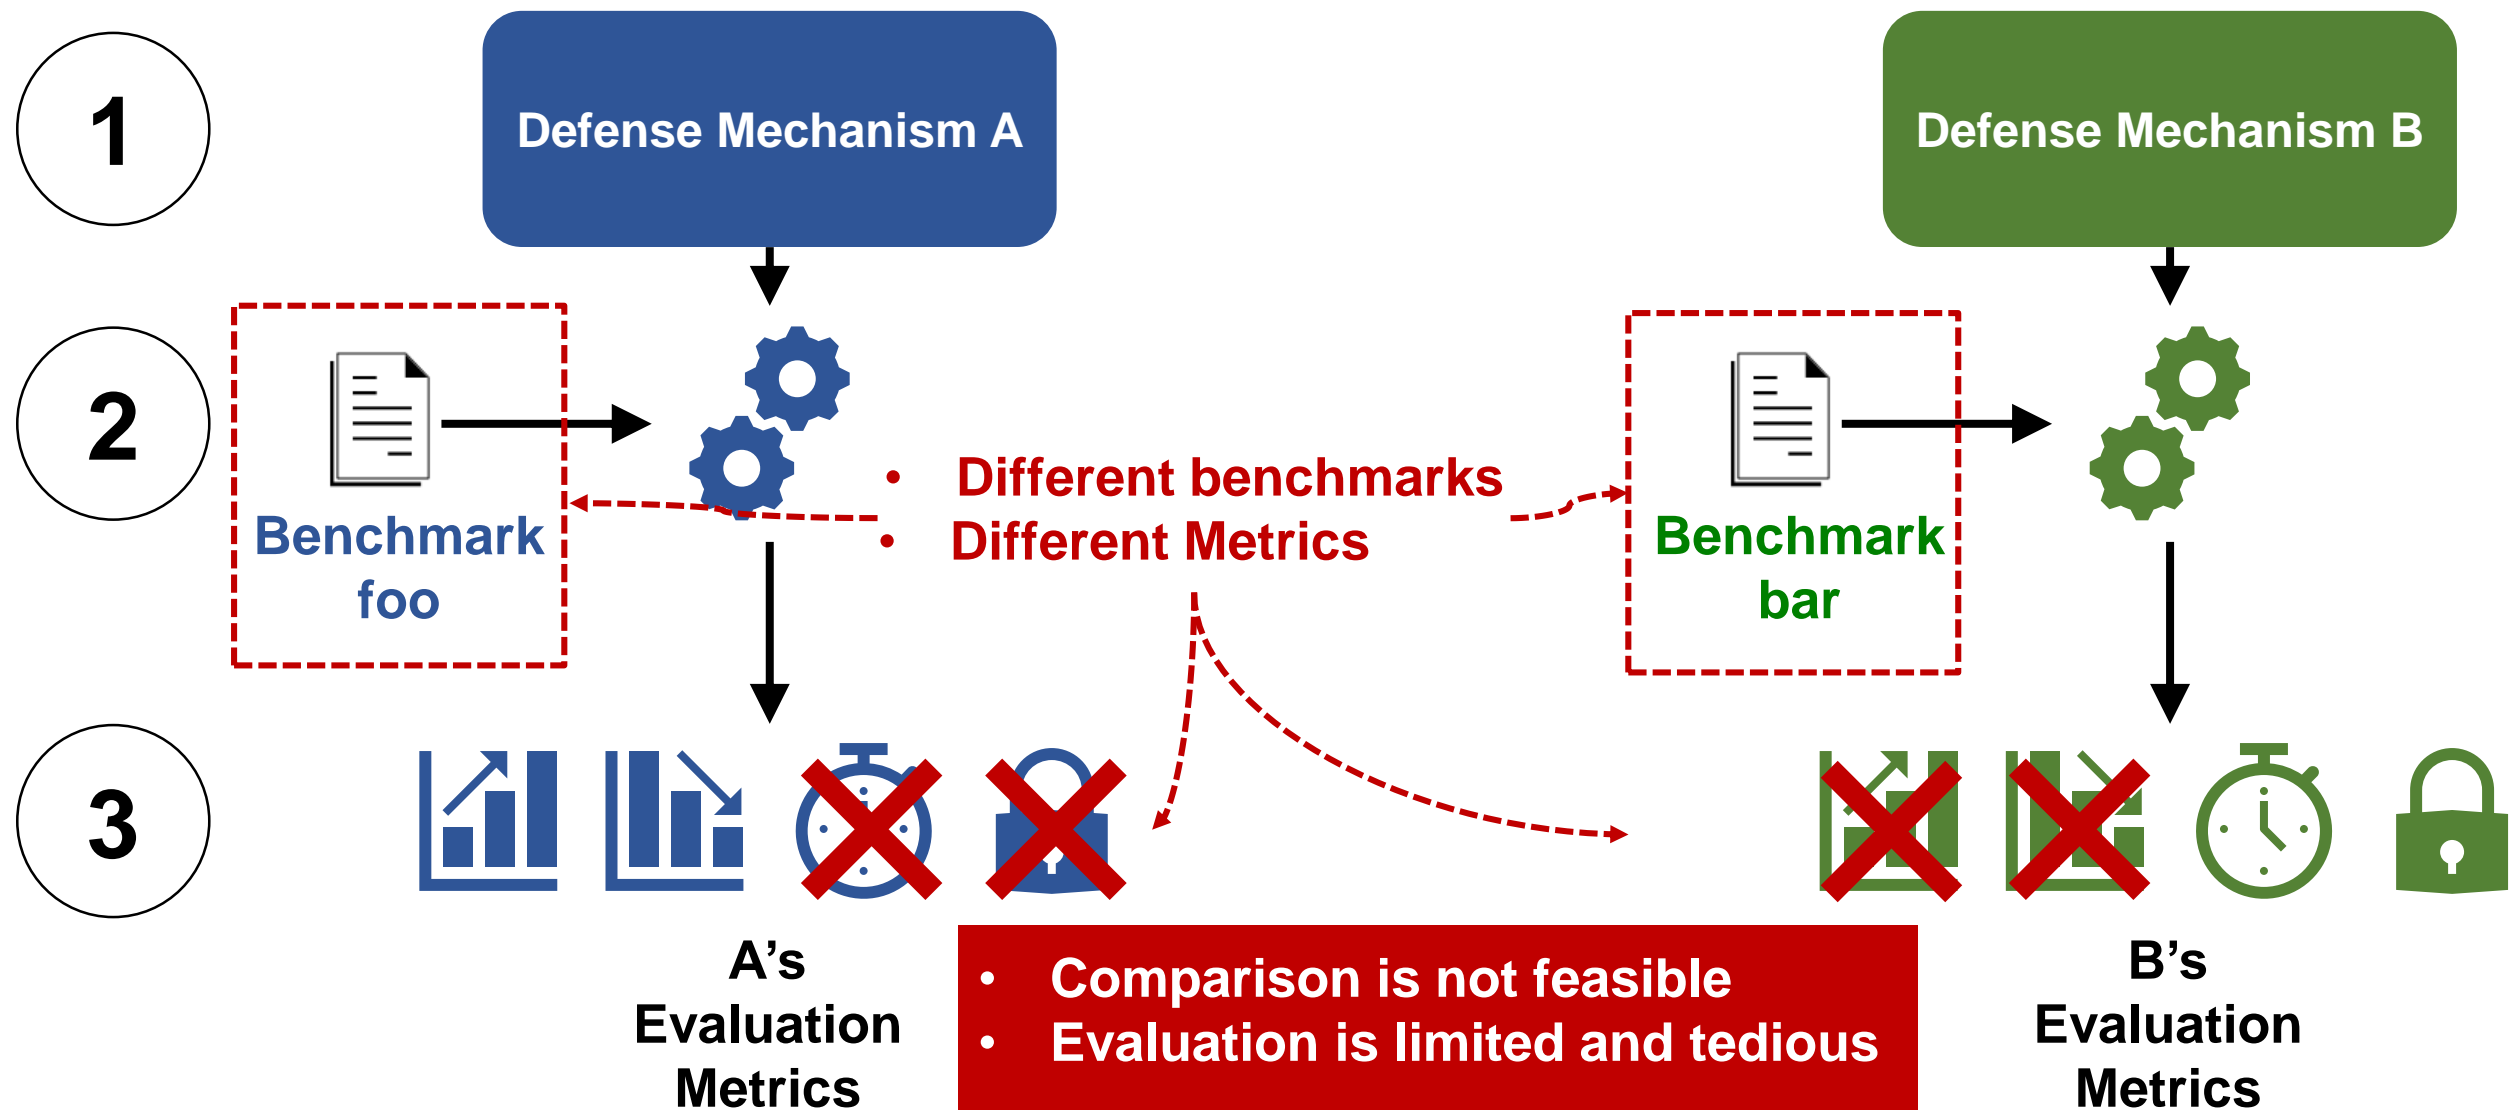 1
Defense Mechanism A
Defense Mechanism B
2
Benchmark
foo
• Different benchmarks
• Different Metrics
Benchmark
bar
3
A’s
Evaluation
Metrics
• Comparison is not feasible
• Evaluation is limited and tedious
B’s
Evaluation
Metrics